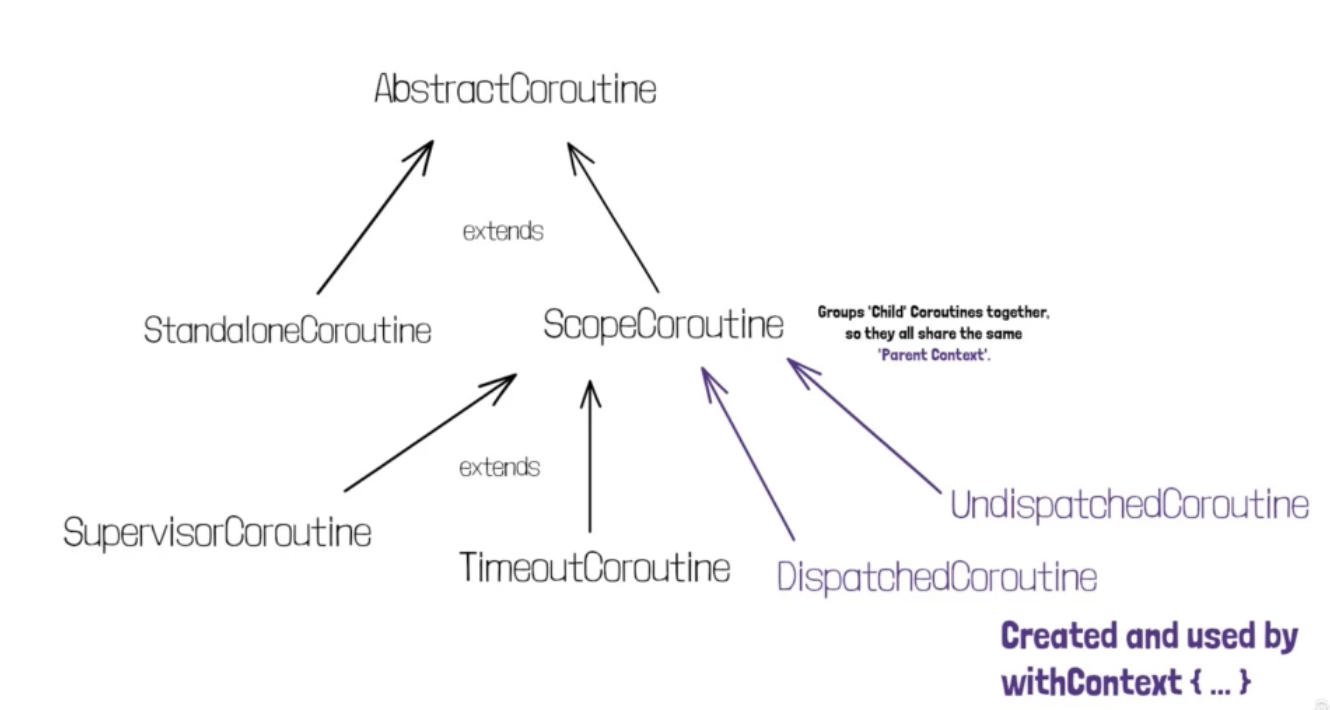 AbstractCoroutine
extends
StandaloneCoroutine
ScopeCoroutine
Groups 'Child' Coroutines together,
so they all share the same
'Parent Context'.
extends
SupervisorCoroutine
TimeoutCoroutine
DispatchedCoroutine
UndispatchedCoroutine
Created and used by
withContext { ... }